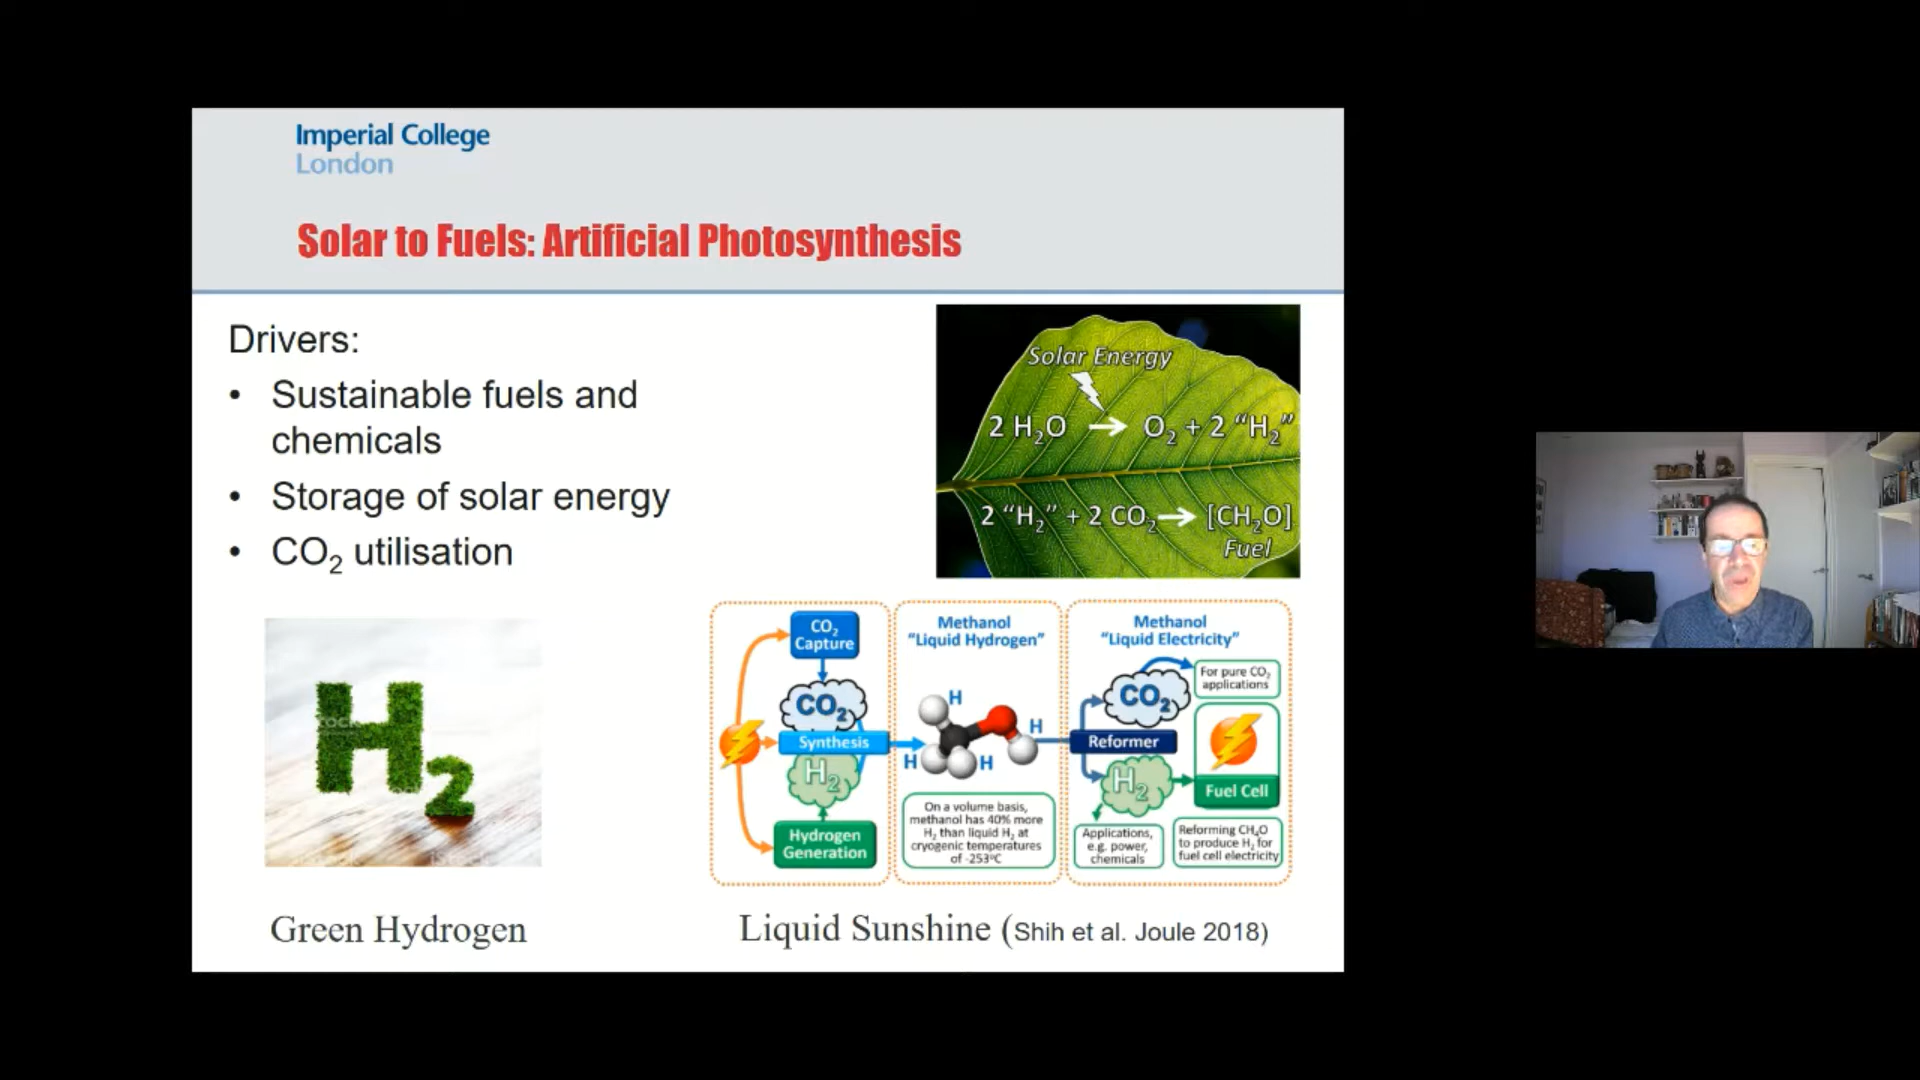 Imperial College
London
Solar to Fuels: Artificial Photosynthesis
Drivers:
• Sustainable fuels and
chemicals
• Storage of solar energy
• CO₂ utilisation
Solar Energy
2 H₂O → O₂ + 2 “H₂”
2 “H₂” + 2 CO₂ → [CH₂O]
Fuel
H₂
iStock
Green Hydrogen
CO₂
Capture
CO₂
Synthesis
H₂
Hydrogen
Generation
Methanol
“Liquid Hydrogen”
H
H
H
H
On a volume basis,
methanol has 40% more
H₂ than liquid H₂ at
cryogenic temperatures
of -253°C
Methanol
“Liquid Electricity”
CO₂
For pure CO₂
applications
Reformer
H₂
Fuel Cell
Applications,
e.g. power,
chemicals
Reforming CH₄O
to produce H₂ for
fuel cell electricity
Liquid Sunshine (Shih et al. Joule 2018)